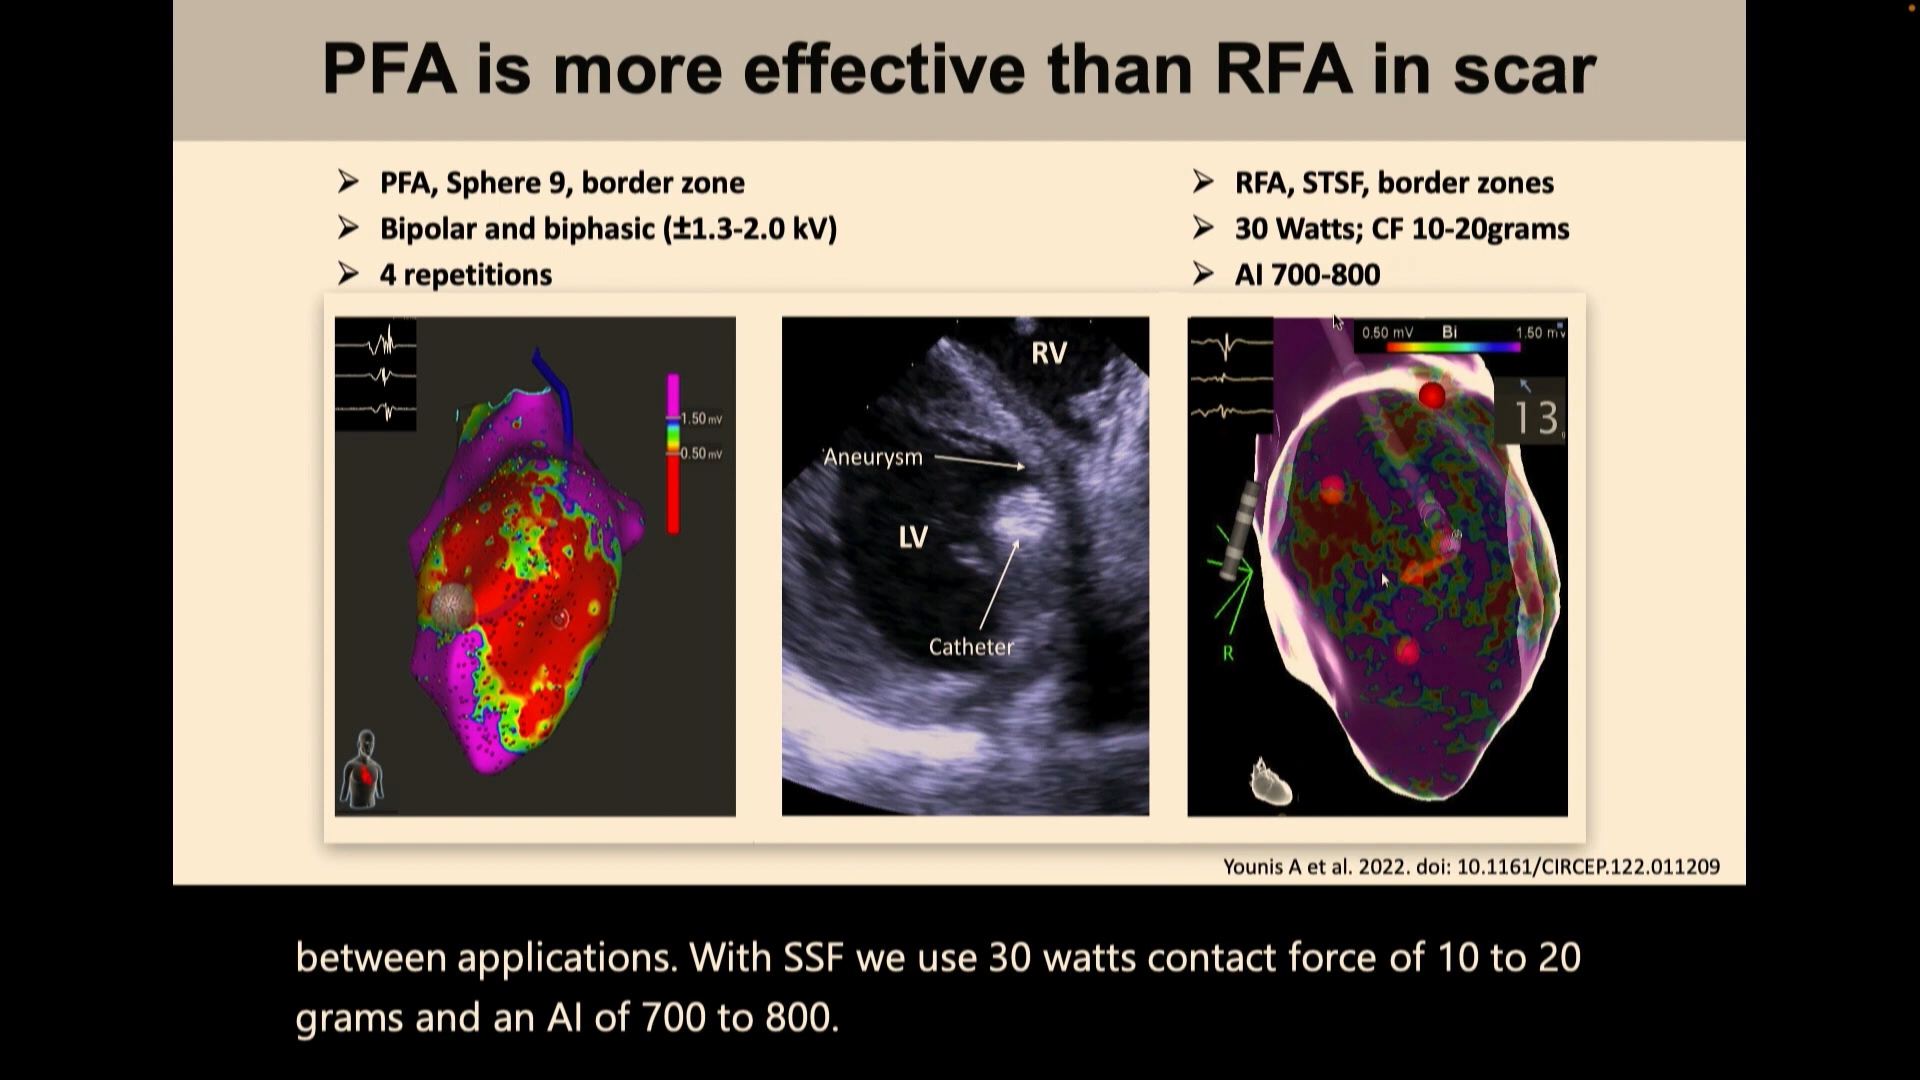 PFA is more effective than RFA in scar
➢ PFA, Sphere 9, border zone
➢ Bipolar and biphasic (±1.3-2.0 kV)
➢ 4 repetitions
➢ RFA, STSF, border zones
➢ 30 Watts; CF 10-20grams
➢ AI 700-800
1.50 mV
0.50 mV
RV
Aneurysm
LV
Catheter
0.50 mV Bi 1.50 mV
13
R
Younis A et al. 2022. doi: 10.1161/CIRCEP.122.011209
between applications. With SSF we use 30 watts contact force of 10 to 20
grams and an AI of 700 to 800.